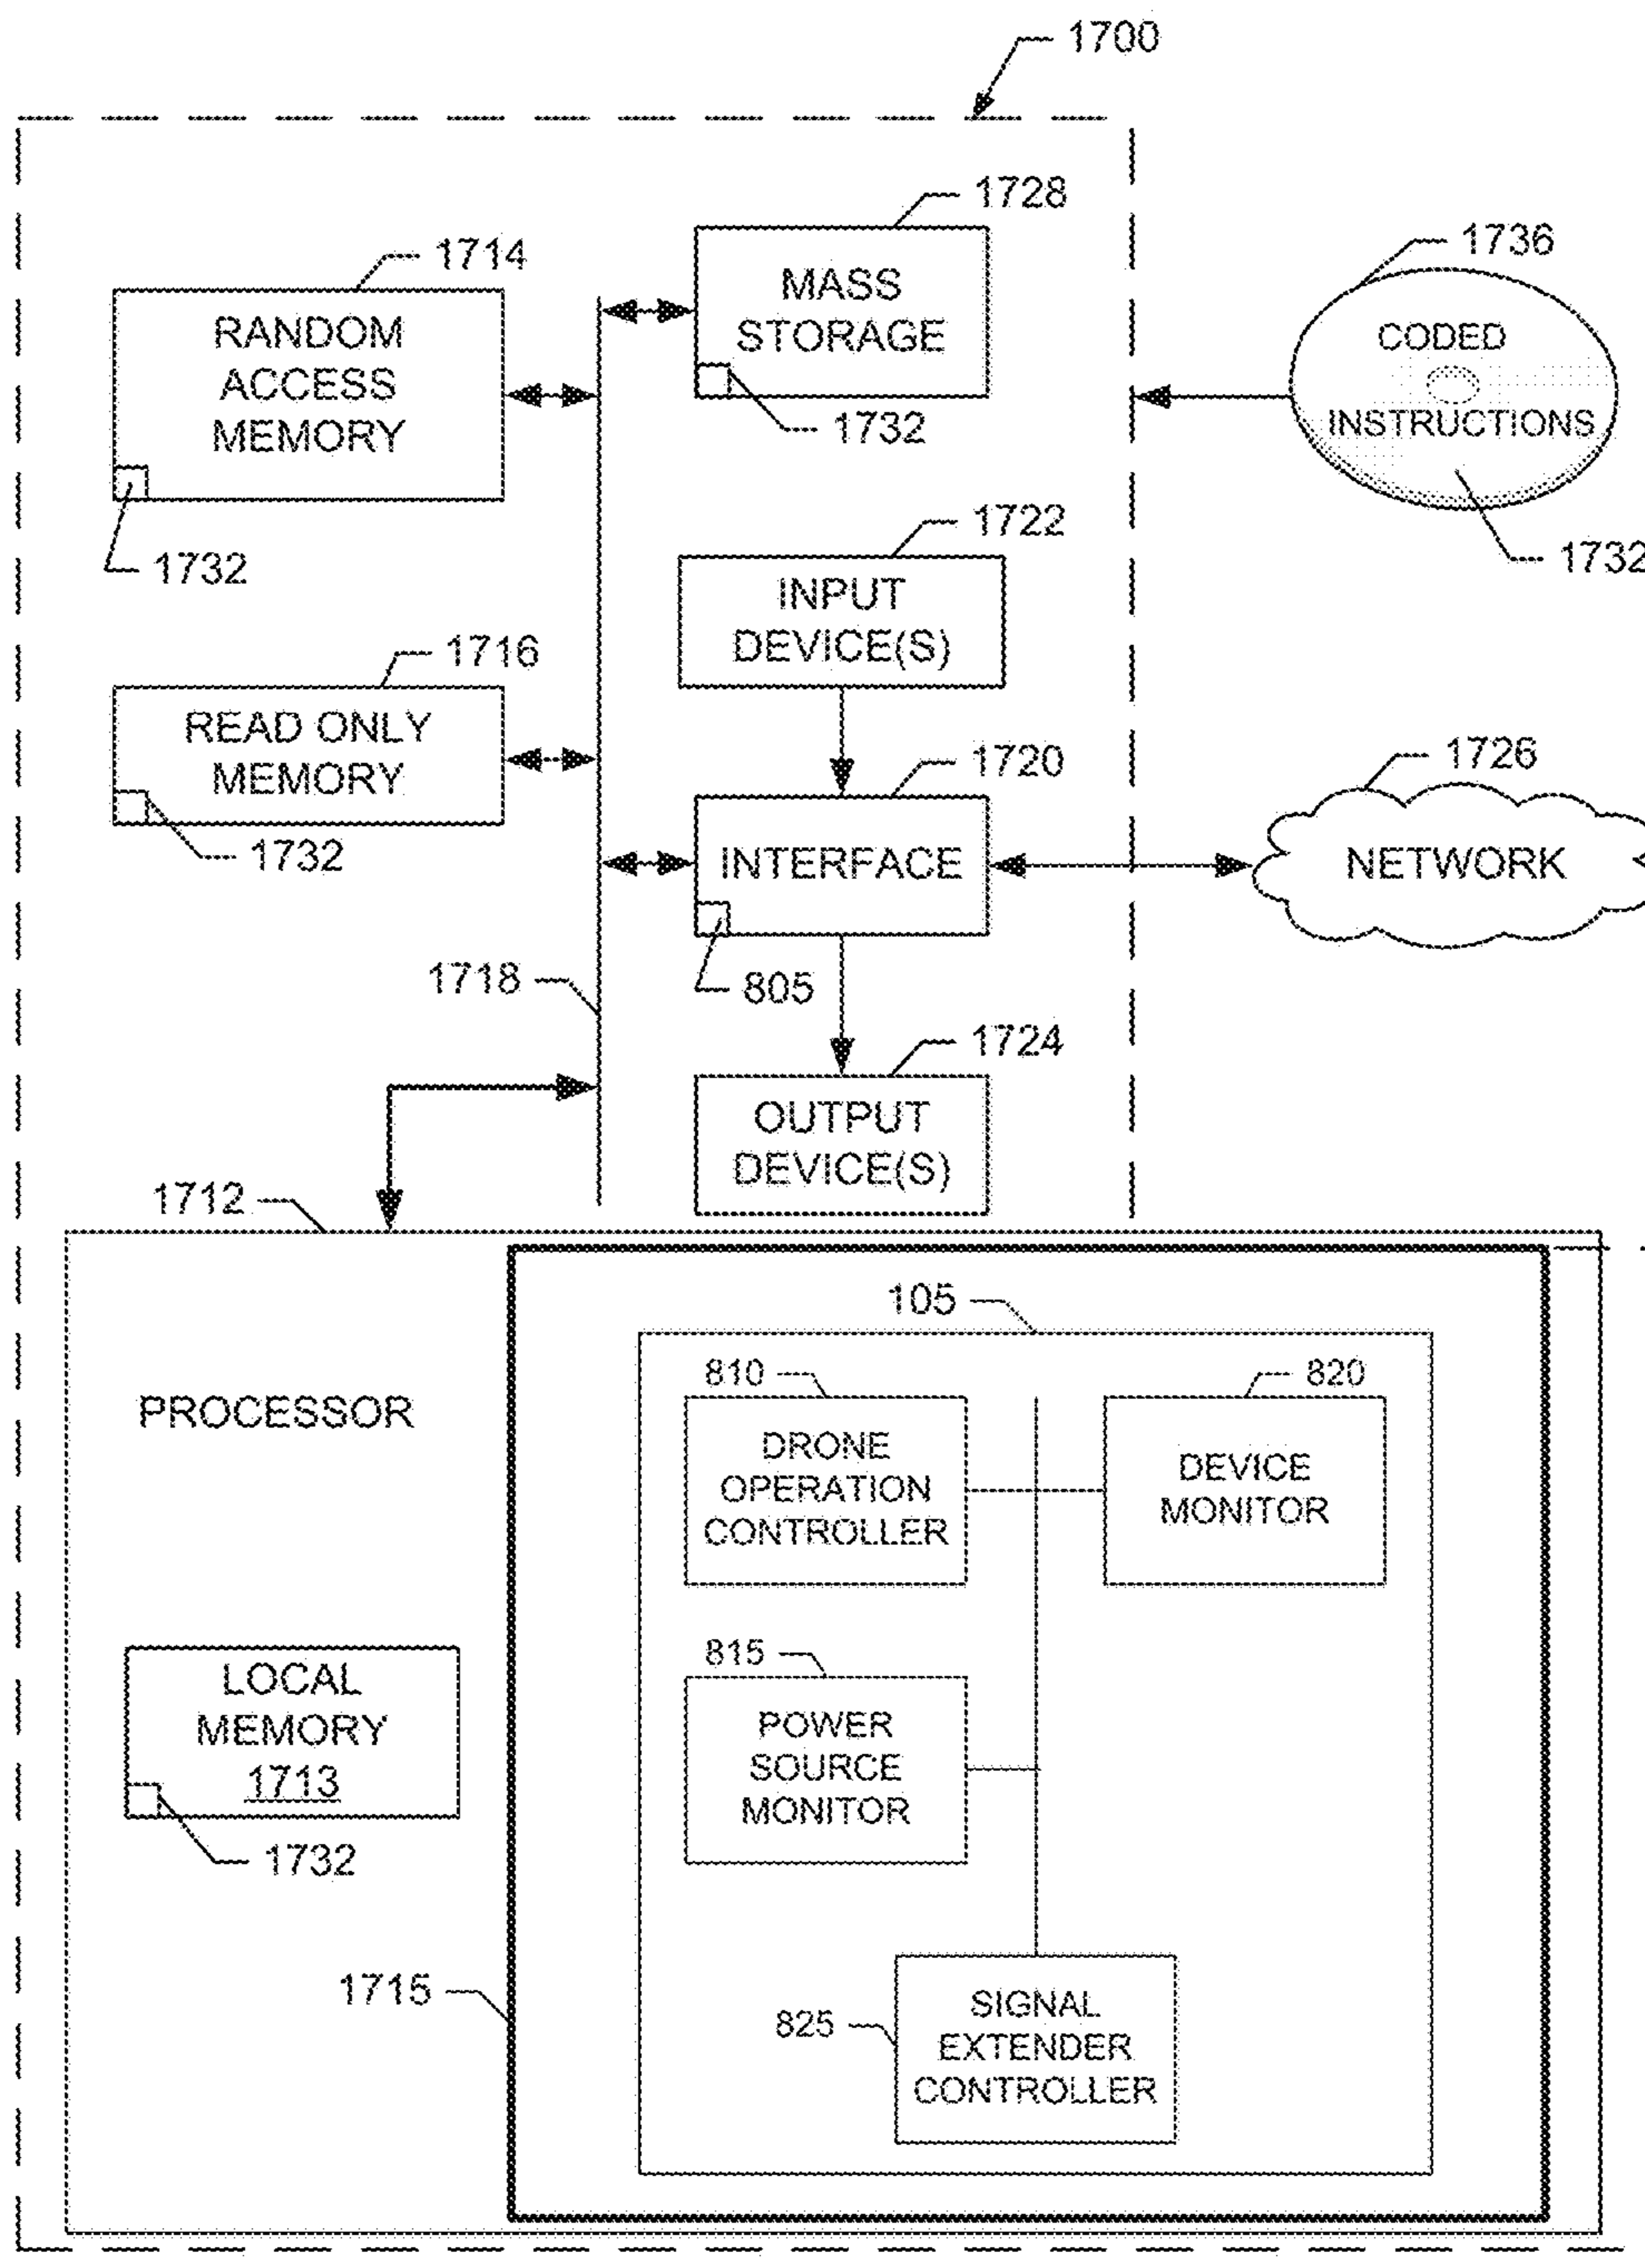 1700
1728
MASS
STORAGE
1732
1714
RANDOM
ACCESS
MEMORY
1732
1736
CODED
INSTRUCTIONS
1732
1722
INPUT
DEVICE(S)
1716
READ ONLY
MEMORY
1732
1720
INTERFACE
805
1726
NETWORK
1718
1724
OUTPUT
DEVICE(S)
1712
PROCESSOR
105
810
DRONE
OPERATION
CONTROLLER
820
DEVICE
MONITOR
LOCAL
MEMORY
1713
1732
815
POWER
SOURCE
MONITOR
1715
825
SIGNAL
EXTENDER
CONTROLLER